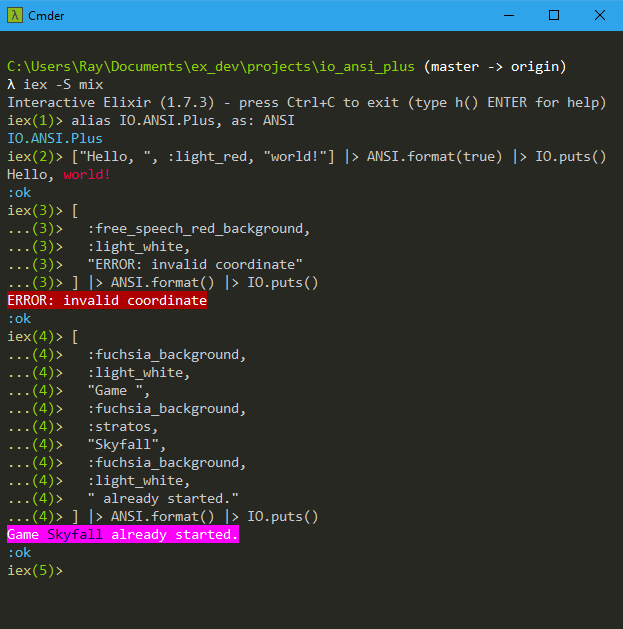 λ Cmder
C:\Users\Ray\Documents\ex_dev\projects\io_ansi_plus (master -> origin)
λ iex -S mix
Interactive Elixir (1.7.3) - press Ctrl+C to exit (type h() ENTER for help)
iex(1)> alias IO.ANSI.Plus, as: ANSI
IO.ANSI.Plus
iex(2)> ["Hello, ", :light_red, "world!"] |> ANSI.format(true) |> IO.puts()
Hello, world!
:ok
iex(3)> [
...(3)>   :free_speech_red_background,
...(3)>   :light_white,
...(3)>   "ERROR: invalid coordinate"
...(3)> ] |> ANSI.format() |> IO.puts()
ERROR: invalid coordinate
:ok
iex(4)> [
...(4)>   :fuchsia_background,
...(4)>   :light_white,
...(4)>   "Game ",
...(4)>   :fuchsia_background,
...(4)>   :stratos,
...(4)>   "Skyfall",
...(4)>   :fuchsia_background,
...(4)>   :light_white,
...(4)>   " already started."
...(4)> ] |> ANSI.format() |> IO.puts()
Game Skyfall already started.
:ok
iex(5)>